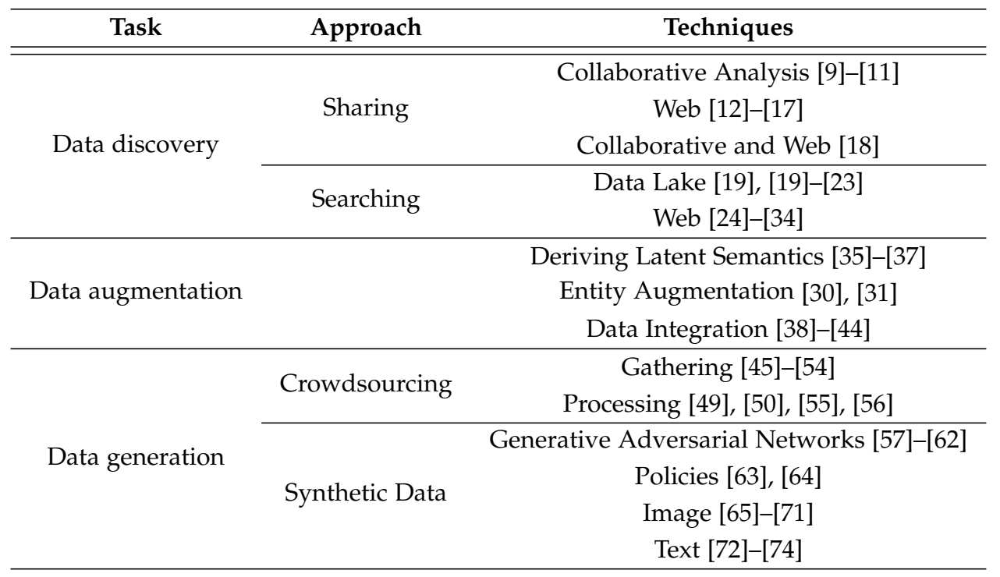 Task Approach Techniques
Collaborative Analysis [9]–[11]
Sharing
Web [12]–[17]
Data discovery
Collaborative and Web [18]
Searching
Data Lake [19], [19]–[23]
Web [24]–[34]
Deriving Latent Semantics [35]–[37]
Data augmentation
Entity Augmentation [30], [31]
Data Integration [38]–[44]
Crowdsourcing
Gathering [45]–[54]
Processing [49], [50], [55], [56]
Data generation
Generative Adversarial Networks [57]–[62]
Synthetic Data
Policies [63], [64]
Image [65]–[71]
Text [72]–[74]